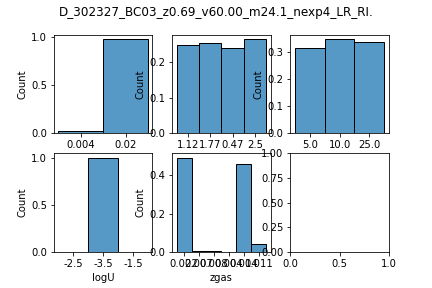 D_302327_BC03_z0.69_v60.00_m24.1_nexp4_LR_RI.
1.0
0.5
0.0
Count
0.004 0.02
0.2
0.1
0.0
Count
1.12 1.77 0.47 2.5
0.3
0.2
0.1
0.0
Count
5.0 10.0 25.0
1.0
0.5
0.0
Count
-2.5 -3.5 -1.5
logU
0.4
0.2
0.0
Count
zgas
1.00
0.75
0.50
0.25
0.00
0.0 0.5 1.0